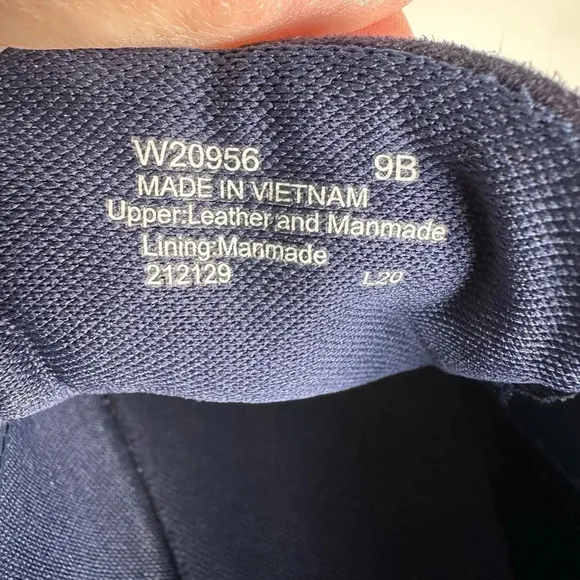 W20956 9B
MADE IN VIETNAM
Upper:Leather and Manmade
Lining:Manmade
212129 L20